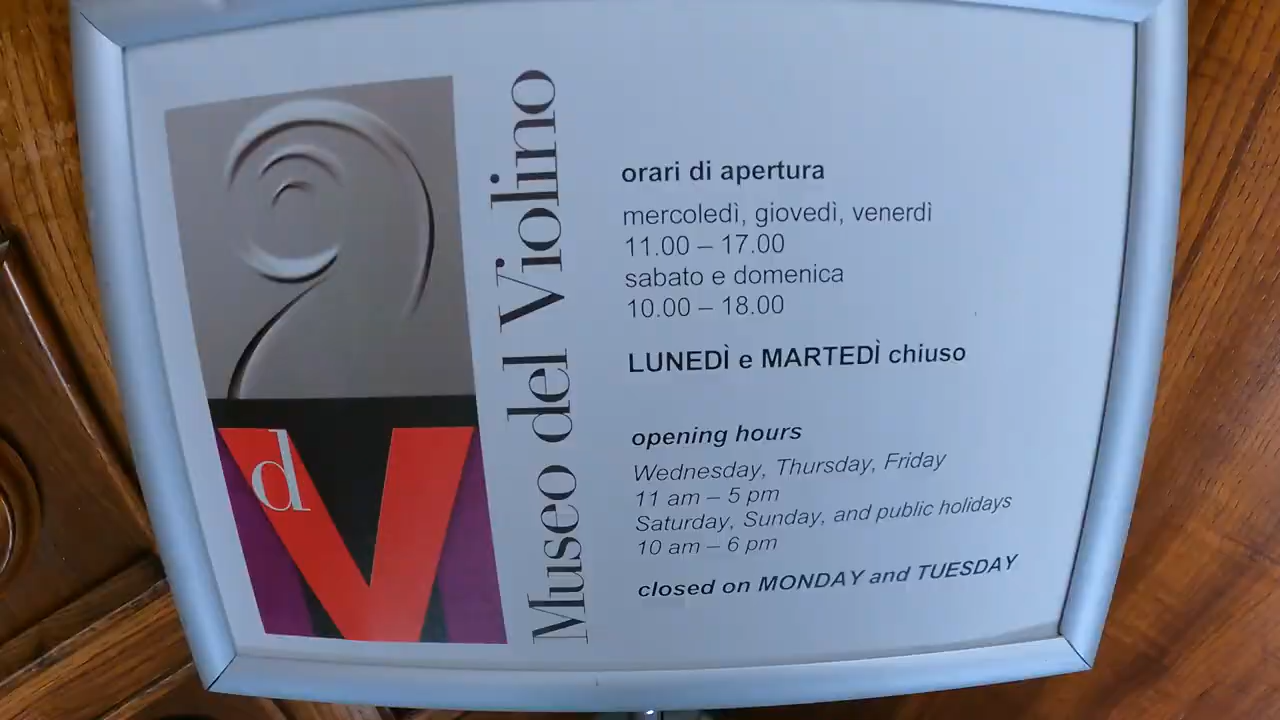 dV
Museo del Violino
orari di apertura
mercoledì, giovedì, venerdì
11.00 – 17.00
sabato e domenica
10.00 – 18.00
LUNEDÌ e MARTEDÌ chiuso
opening hours
Wednesday, Thursday, Friday
11 am – 5 pm
Saturday, Sunday, and public holidays
10 am – 6 pm
closed on MONDAY and TUESDAY